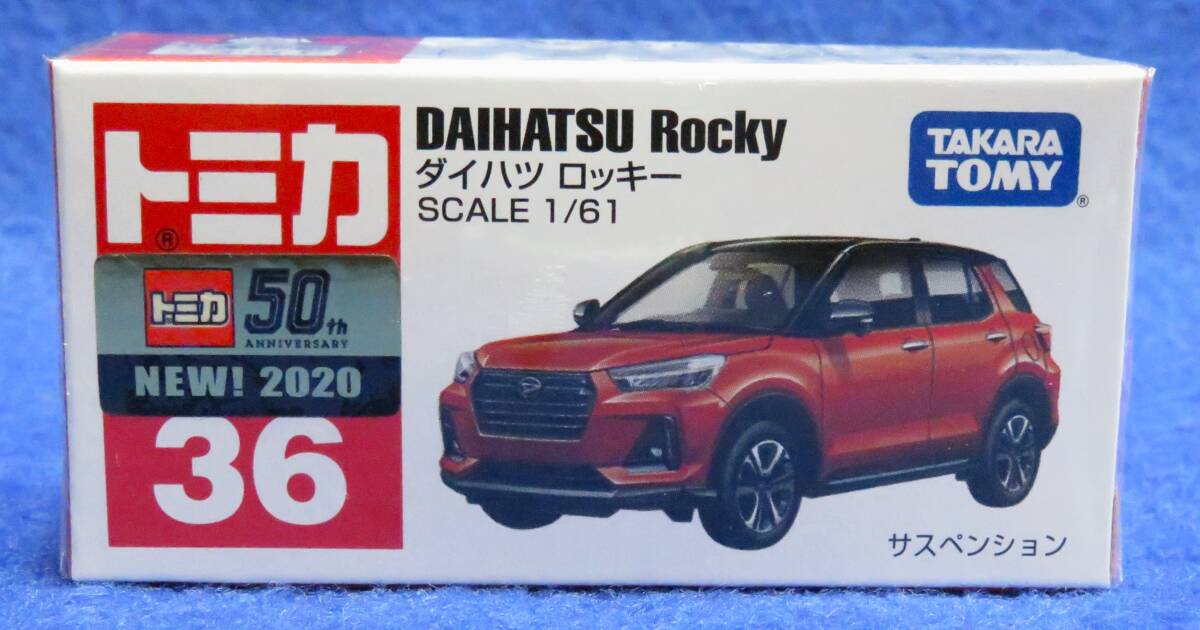 トミカ
®
DAIHATSU Rocky
ダイハツ ロッキー
SCALE 1/61
TAKARA
TOMY
®
トミカ
50th
ANNIVERSARY
NEW! 2020
36
サスペンション